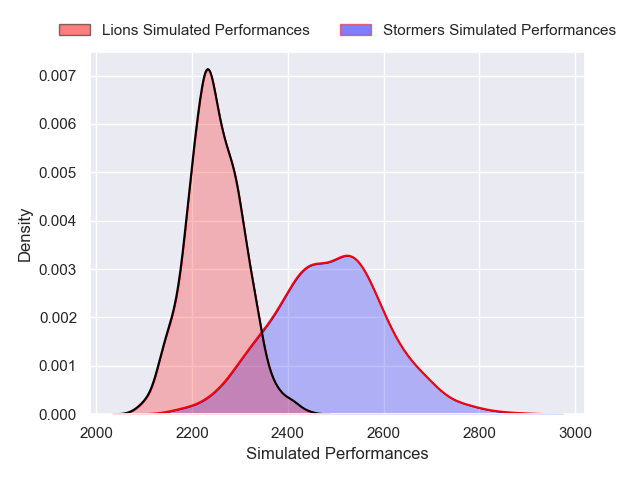 Lions Simulated Performances
Stormers Simulated Performances
0.007
0.006
0.005
0.004
0.003
0.002
0.001
0.000
Density
2000 2200 2400 2600 2800 3000
Simulated Performances